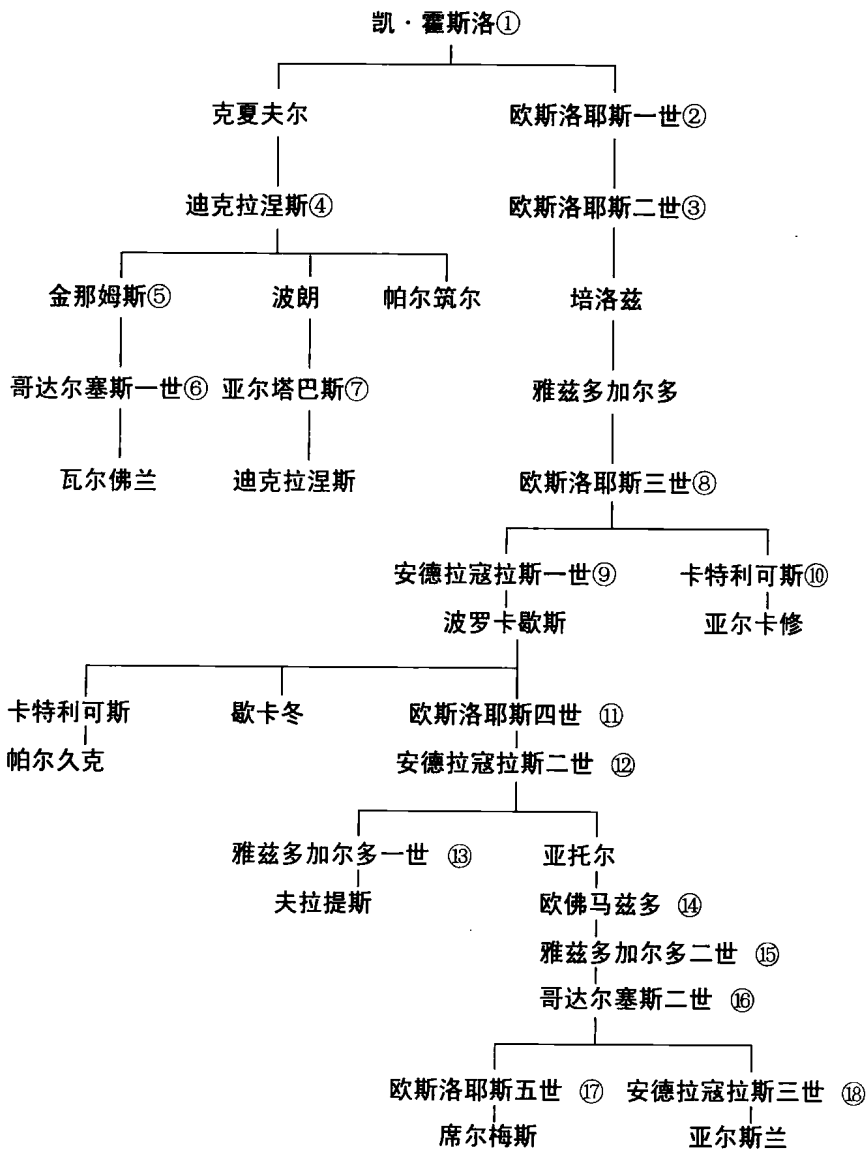 凯·霍斯洛①
克夏夫尔 欧斯洛耶斯一世②
迪克拉涅斯④ 欧斯洛耶斯二世③
金那姆斯⑤ 波朗 帕尔筑尔 培洛兹
哥达尔塞斯一世⑥ 亚尔塔巴斯⑦ 雅兹多加尔多
瓦尔佛兰 迪克拉涅斯 欧斯洛耶斯三世⑧
安德拉寇拉斯一世⑨ 卡特利可斯⑩
波罗卡歇斯 亚尔卡修
卡特利可斯 歇卡冬 欧斯洛耶斯四世 ⑪
帕尔久克 安德拉寇拉斯二世 ⑫
雅兹多加尔多一世 ⑬ 亚托尔
夫拉提斯 欧佛马兹多 ⑭
雅兹多加尔多二世 ⑮
哥达尔塞斯二世 ⑯
欧斯洛耶斯五世 ⑰ 安德拉寇拉斯三世 ⑱
席尔梅斯 亚尔斯兰